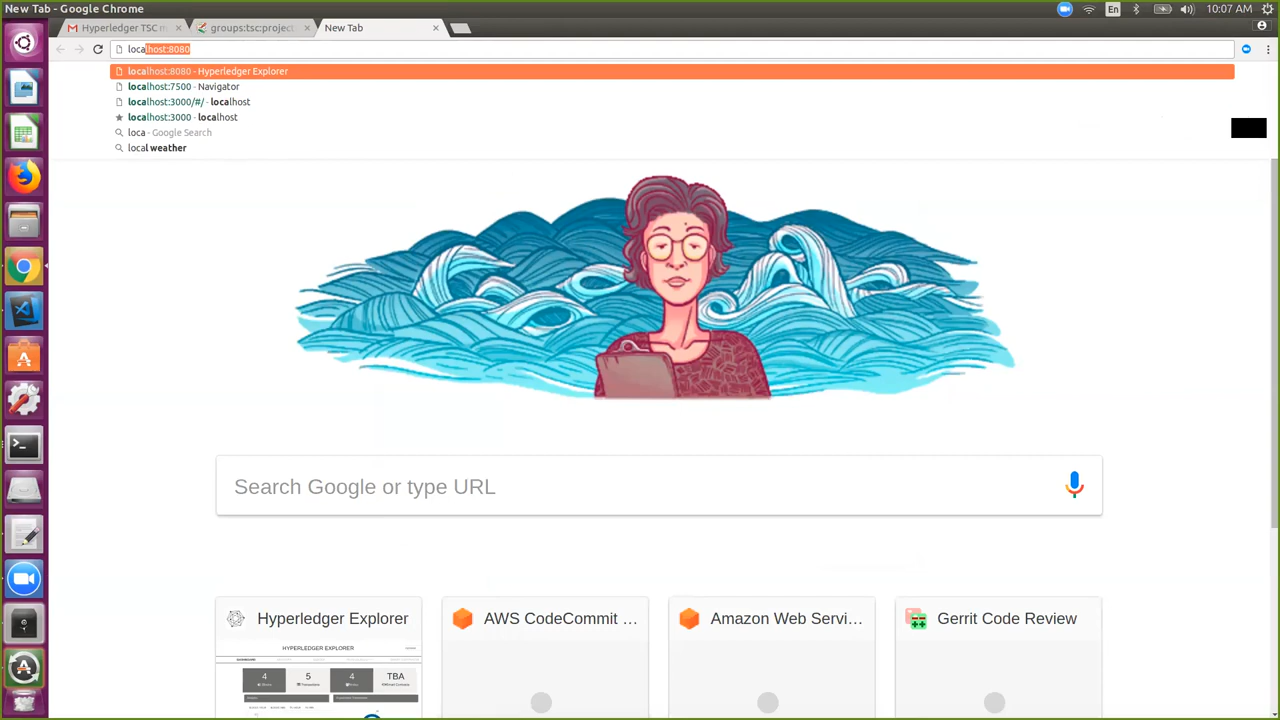 New Tab - Google Chrome
En
10:07 AM
Hyperledger TSC
groups:tsc:project
New Tab
localhost:8080
localhost:8080 - Hyperledger Explorer
localhost:7500 - Navigator
localhost:3000/#/ - localhost
localhost:3000 - localhost
loca - Google Search
local weather
Search Google or type URL
Hyperledger Explorer
AWS CodeCommit ...
Amazon Web Servi...
Gerrit Code Review
HYPERLEDGER EXPLORER
DASHBOARD
4
5
4
TBA